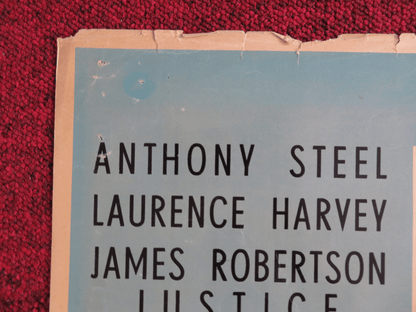 ANTHONY STEEL
LAURENCE HARVEY
JAMES ROBERTSON
JUSTICE